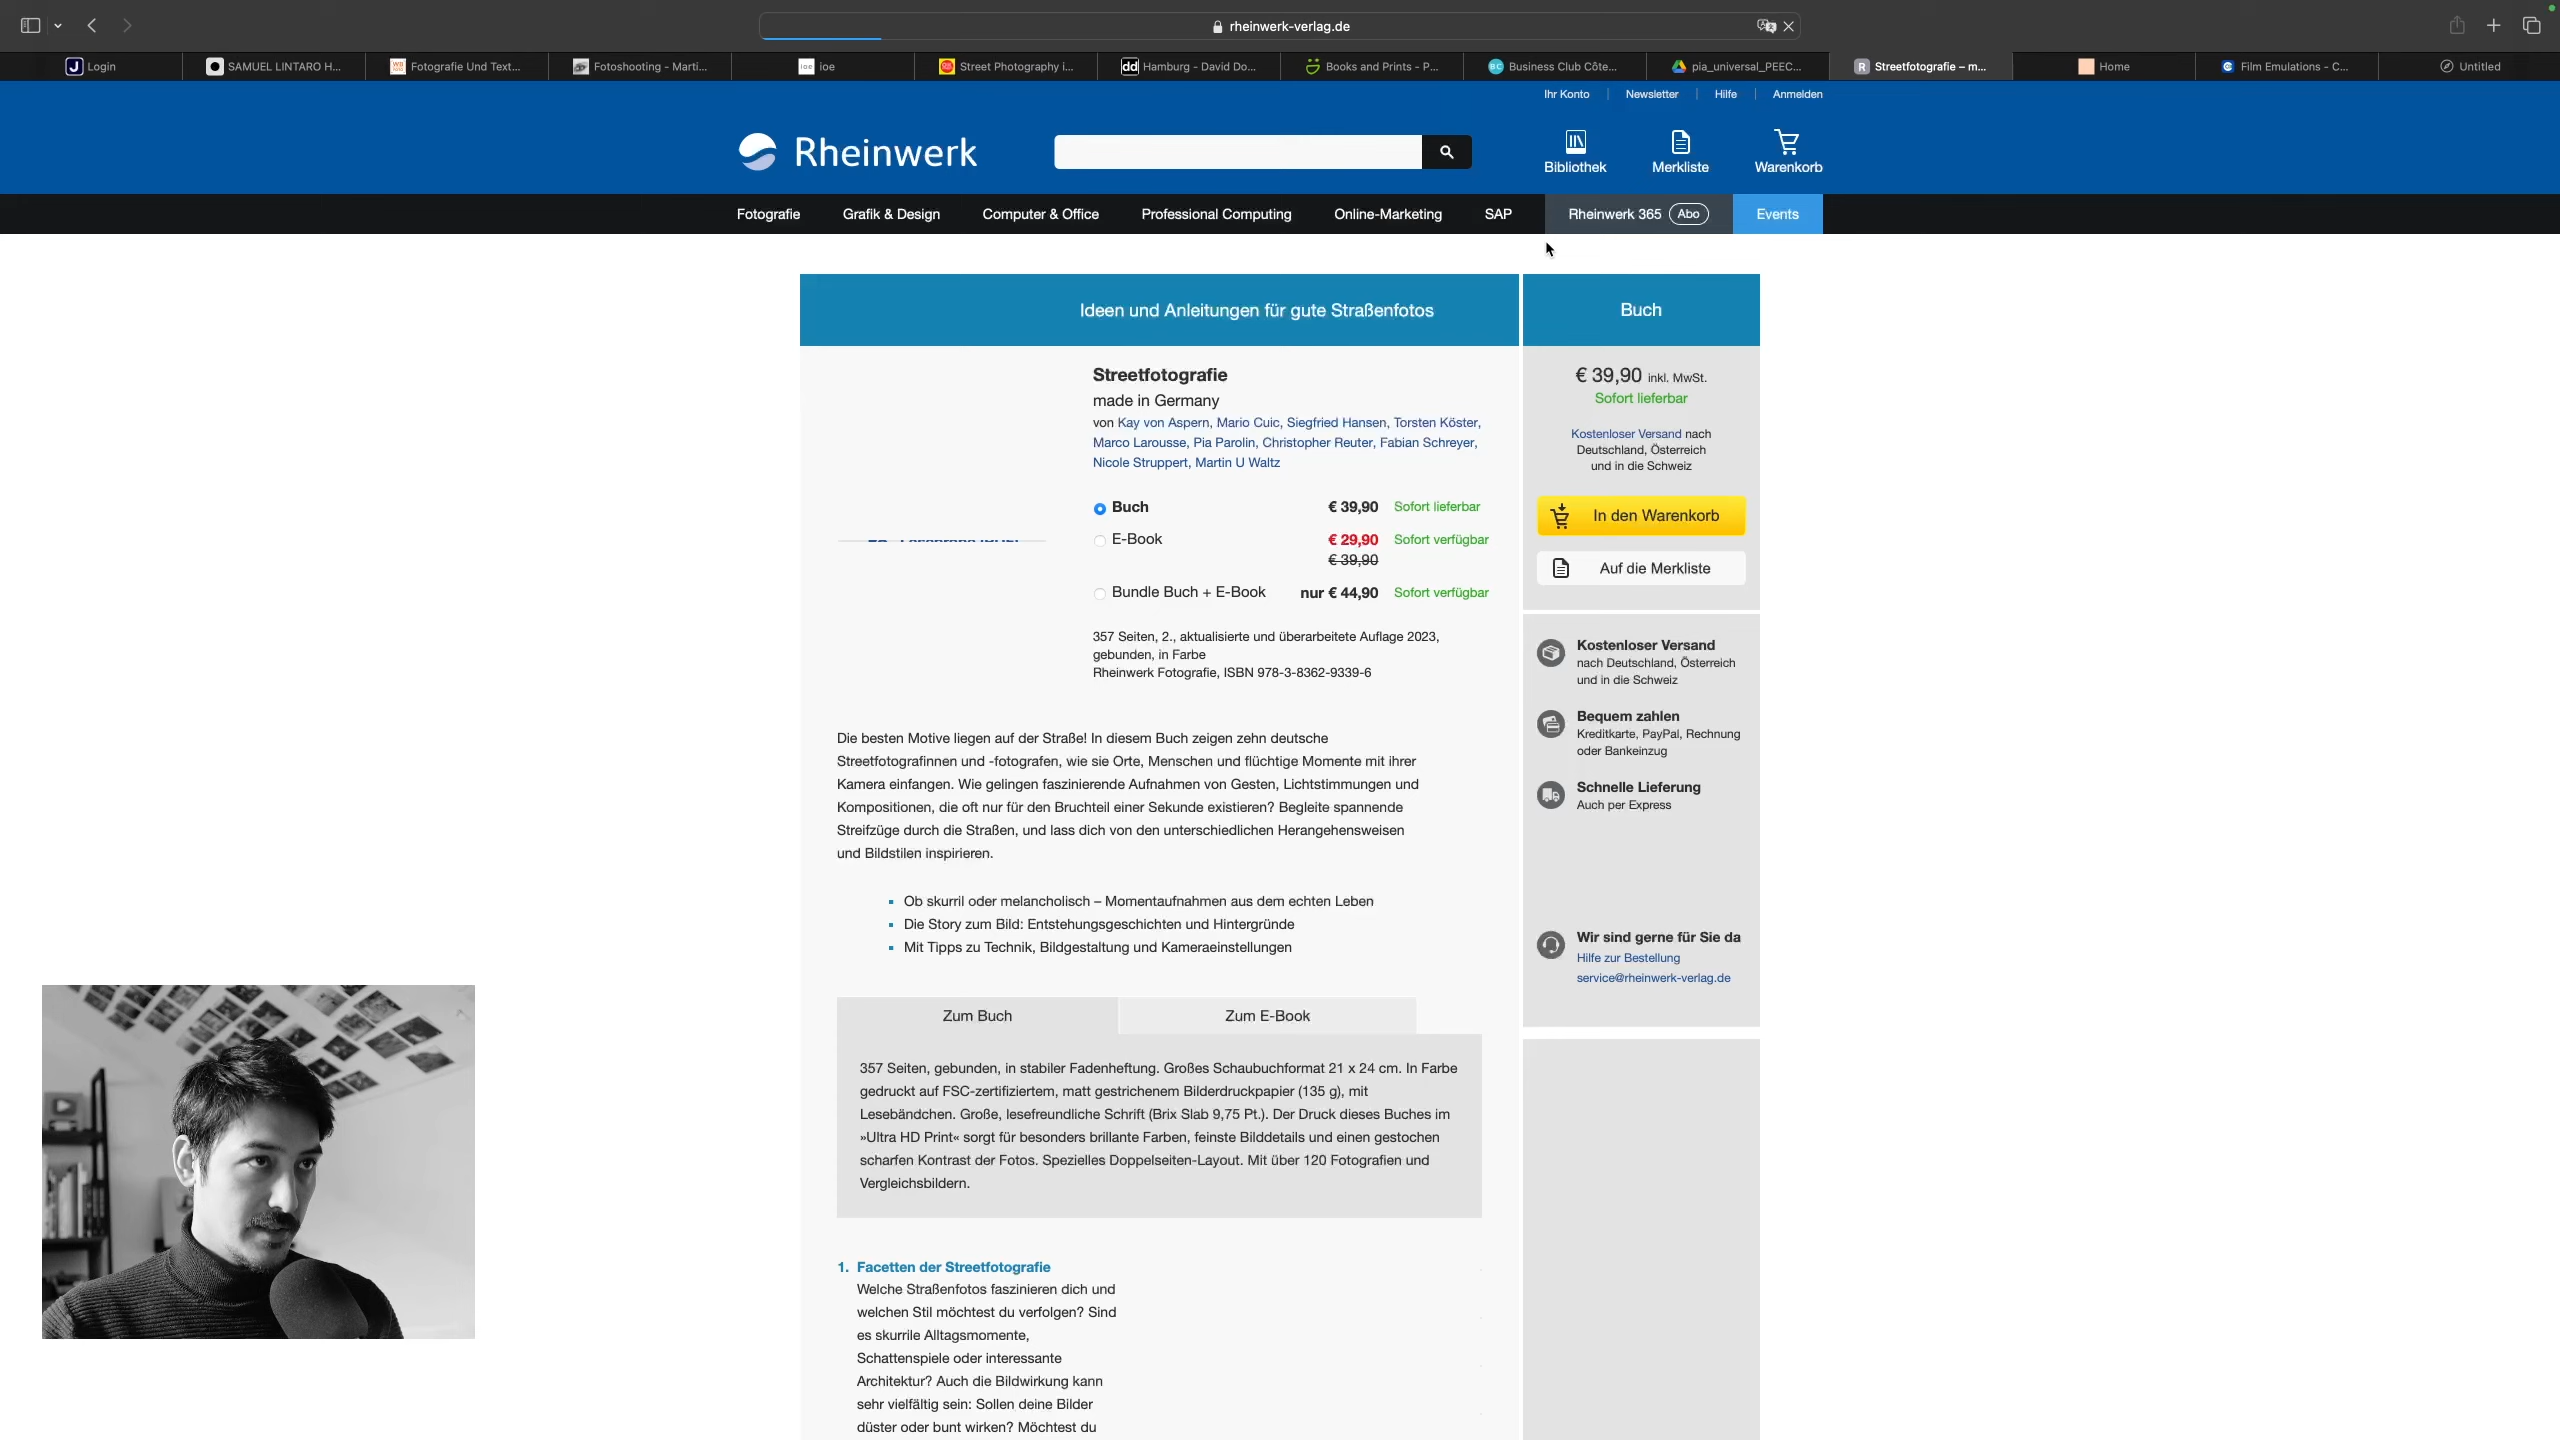 rheinwerk-verlag.de
Login
SAMUEL LINTARO H...
Fotografie Und Text...
Fotoshooting - Marti...
ioe
Street Photography i...
dd Hamburg - David Do...
Books and Prints - P...
BC Business Club Côte...
pia_universal_PEEC...
R Streetfotografie – m...
Home
Film Emulations - C...
Untitled
Ihr Konto
Newsletter
Hilfe
Anmelden
Rheinwerk
Bibliothek
Merkliste
Warenkorb
Fotografie
Grafik & Design
Computer & Office
Professional Computing
Online-Marketing
SAP
Rheinwerk 365 Abo
Events
Ideen und Anleitungen für gute Straßenfotos
Streetfotografie
made in Germany
von Kay von Aspern, Mario Cuic, Siegfried Hansen, Torsten Köster,
Marco Larousse, Pia Parolin, Christopher Reuter, Fabian Schreyer,
Nicole Struppert, Martin U Waltz
Buch € 39,90 Sofort lieferbar
E-Book € 29,90 Sofort verfügbar
€ 39,90
Bundle Buch + E-Book nur € 44,90 Sofort verfügbar
357 Seiten, 2., aktualisierte und überarbeitete Auflage 2023,
gebunden, in Farbe
Rheinwerk Fotografie, ISBN 978-3-8362-9339-6
Die besten Motive liegen auf der Straße! In diesem Buch zeigen zehn deutsche
Streetfotografinnen und -fotografen, wie sie Orte, Menschen und flüchtige Momente mit ihrer
Kamera einfangen. Wie gelingen faszinierende Aufnahmen von Gesten, Lichtstimmungen und
Kompositionen, die oft nur für den Bruchteil einer Sekunde existieren? Begleite spannende
Streifzüge durch die Straßen, und lass dich von den unterschiedlichen Herangehensweisen
und Bildstilen inspirieren.
Ob skurril oder melancholisch – Momentaufnahmen aus dem echten Leben
Die Story zum Bild: Entstehungsgeschichten und Hintergründe
Mit Tipps zu Technik, Bildgestaltung und Kameraeinstellungen
Zum Buch
Zum E-Book
357 Seiten, gebunden, in stabiler Fadenheftung. Großes Schaubuchformat 21 x 24 cm. In Farbe
gedruckt auf FSC-zertifiziertem, matt gestrichenem Bilderdruckpapier (135 g), mit
Lesebändchen. Große, lesefreundliche Schrift (Brix Slab 9,75 Pt.). Der Druck dieses Buches im
»Ultra HD Print« sorgt für besonders brillante Farben, feinste Bilddetails und einen gestochen
scharfen Kontrast der Fotos. Spezielles Doppelseiten-Layout. Mit über 120 Fotografien und
Vergleichsbildern.
1. Facetten der Streetfotografie
Welche Straßenfotos faszinieren dich und
welchen Stil möchtest du verfolgen? Sind
es skurrile Alltagsmomente,
Schattenspiele oder interessante
Architektur? Auch die Bildwirkung kann
sehr vielfältig sein: Sollen deine Bilder
düster oder bunt wirken? Möchtest du
Buch
€ 39,90 inkl. MwSt.
Sofort lieferbar
Kostenloser Versand nach
Deutschland, Österreich
und in die Schweiz
In den Warenkorb
Auf die Merkliste
Kostenloser Versand
nach Deutschland, Österreich
und in die Schweiz
Bequem zahlen
Kreditkarte, PayPal, Rechnung
oder Bankeinzug
Schnelle Lieferung
Auch per Express
Wir sind gerne für Sie da
Hilfe zur Bestellung
service@rheinwerk-verlag.de